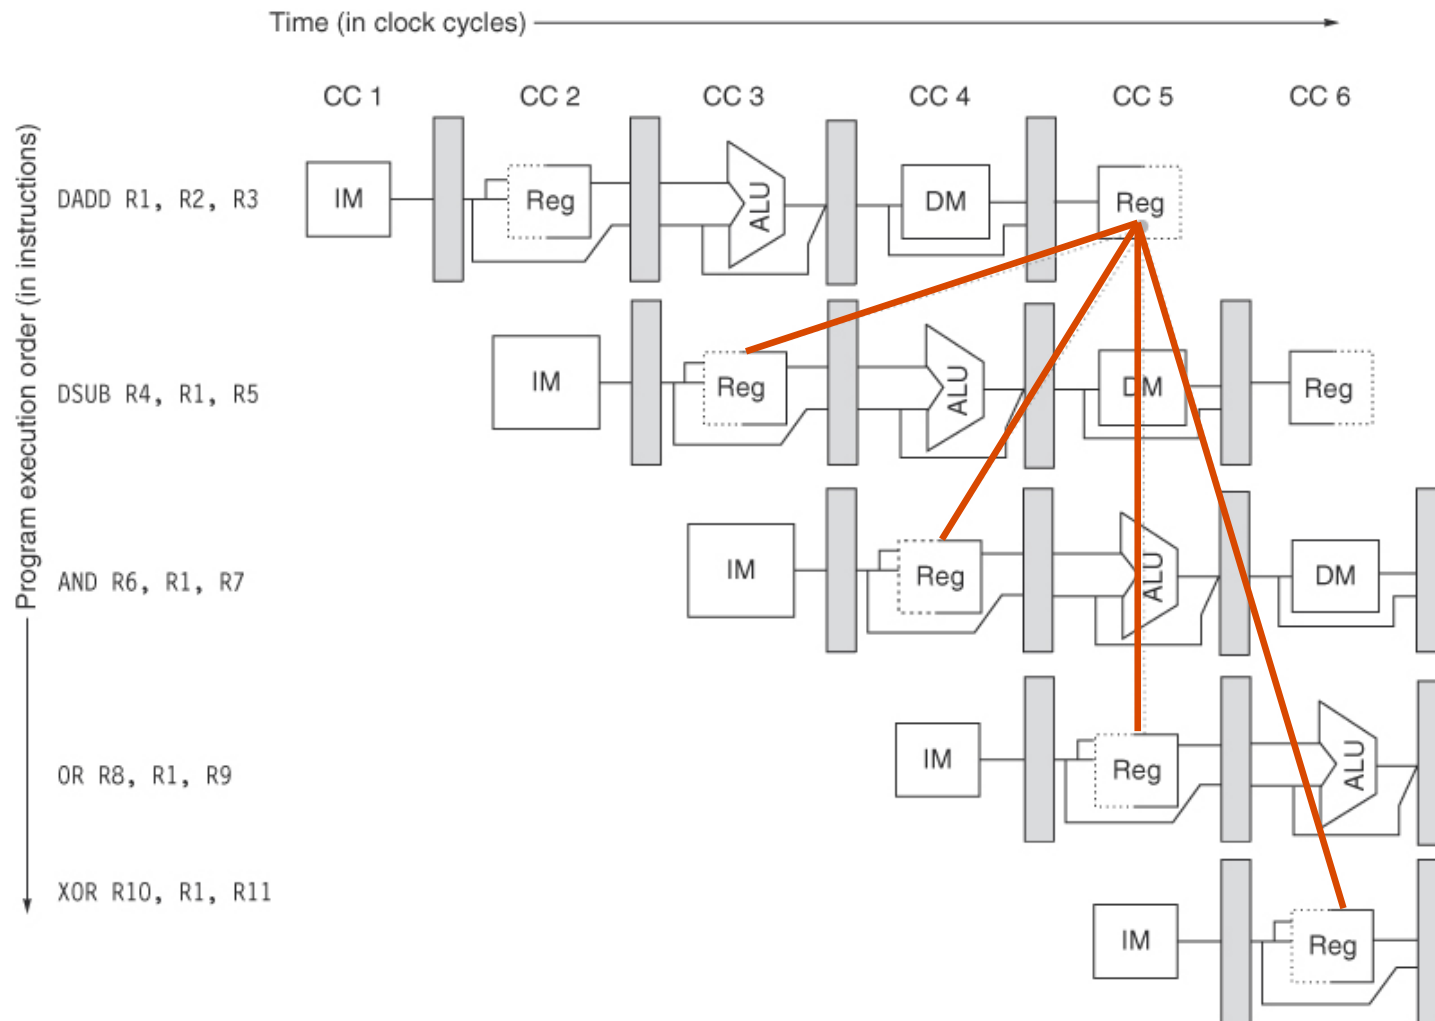 Time (in clock cycles)
CC 1 CC 2 CC 3 CC 4 CC 5 CC 6
Program execution order (in instructions)
DADD R1, R2, R3
IM Reg ALU DM Reg
DSUB R4, R1, R5
IM Reg ALU DM Reg
AND R6, R1, R7
IM Reg ALU DM
OR R8, R1, R9
IM Reg ALU
XOR R10, R1, R11
IM Reg